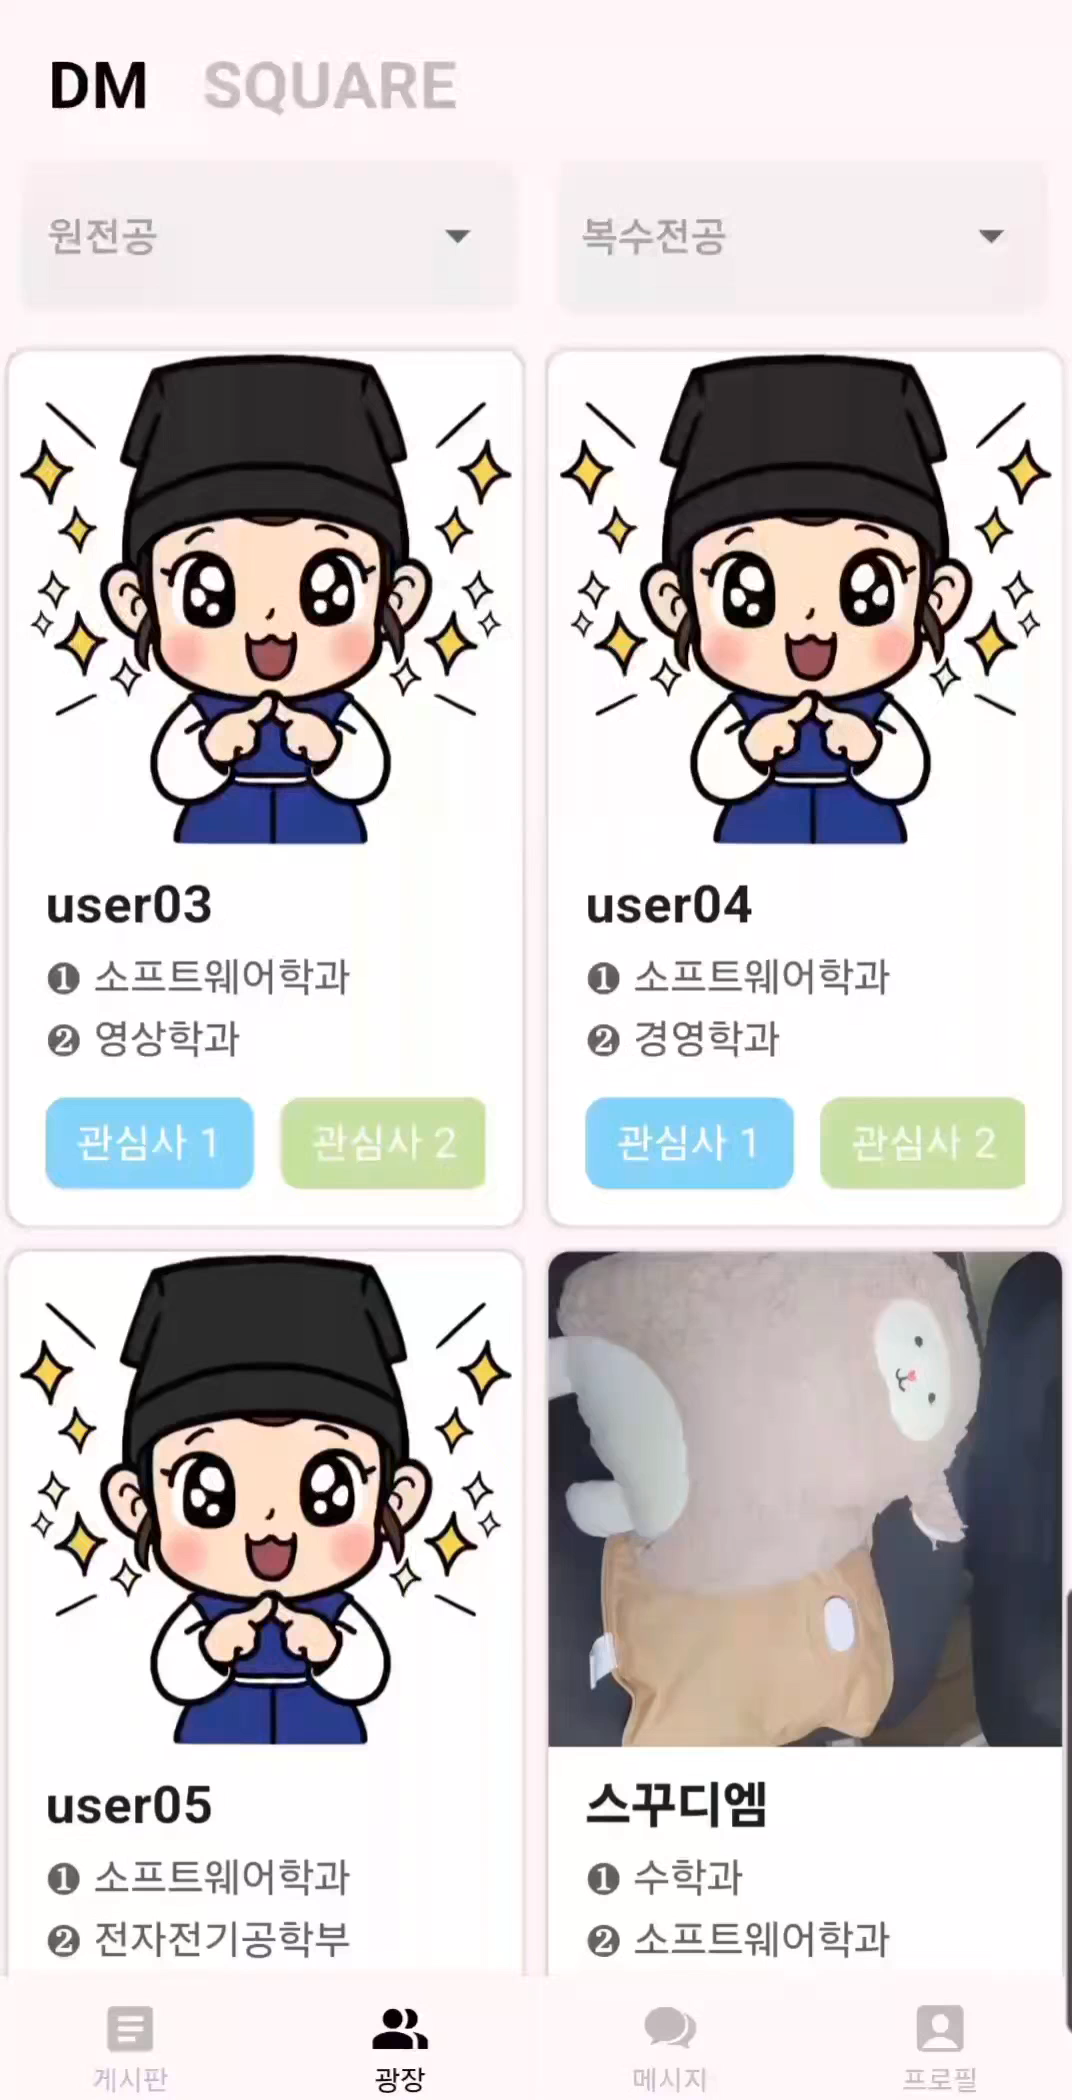 DM SQUARE
원전공 복수전공
user03
❶ 소프트웨어학과
❷ 영상학과
관심사 1 관심사 2
user04
❶ 소프트웨어학과
❷ 경영학과
관심사 1 관심사 2
user05
❶ 소프트웨어학과
❷ 전자전기공학부
스꾸디엠
❶ 수학과
❷ 소프트웨어학과
게시판 광장 메시지 프로필